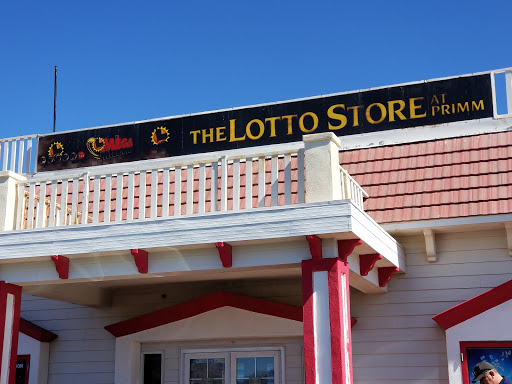 MEGA
THE LOTTO STORE AT
PRIMM